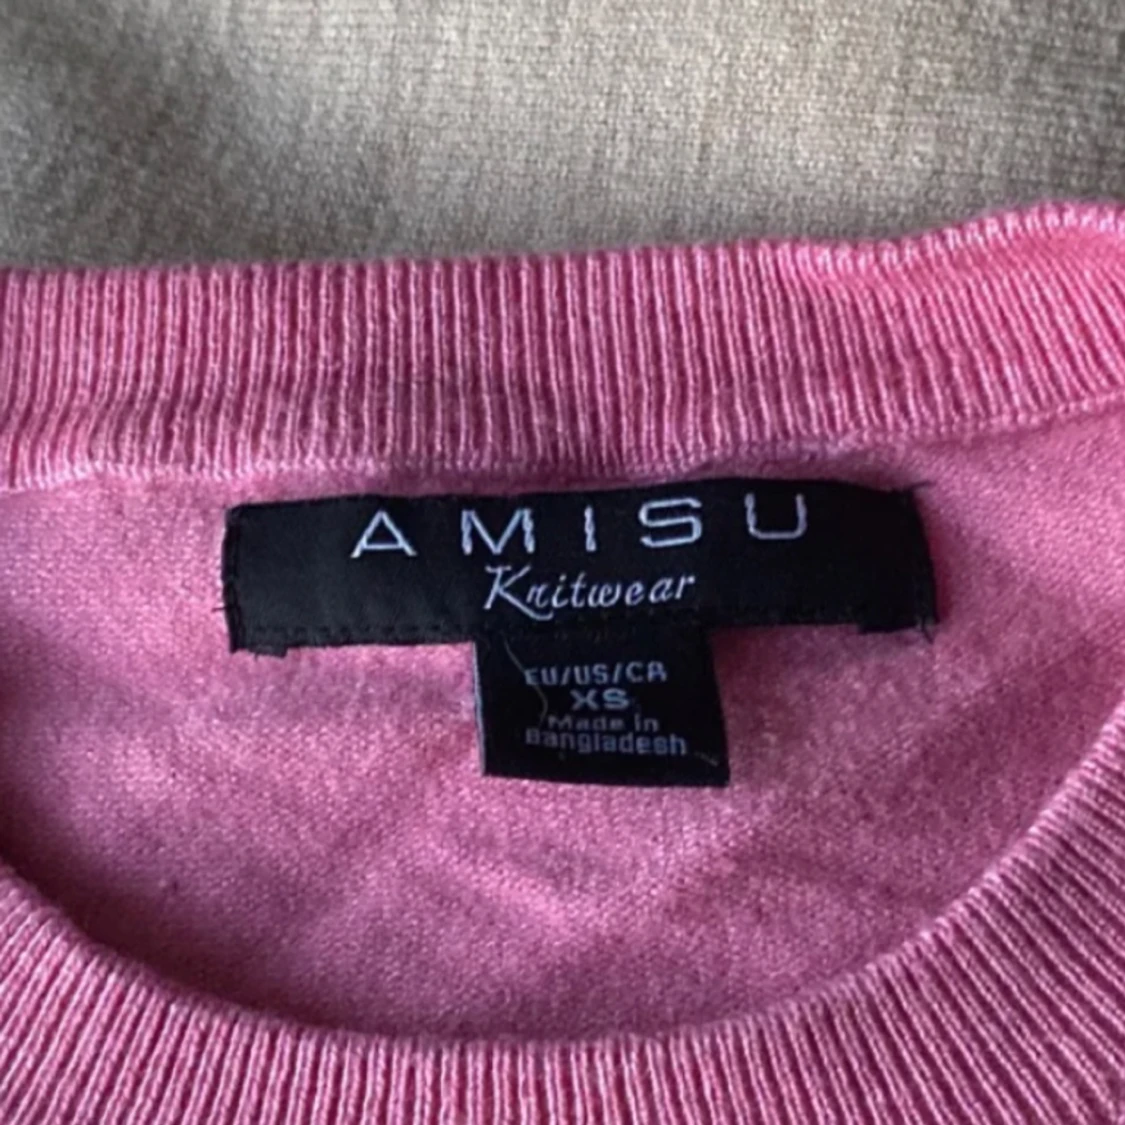 AMISU
Knitwear
EU/US/CA
XS
Made in
Bangladesh